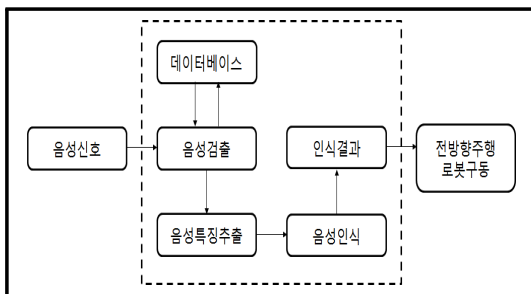 데이터베이스
음성신호
음성검출
인식결과
전방향주행
로봇구동
음성특징추출
음성인식